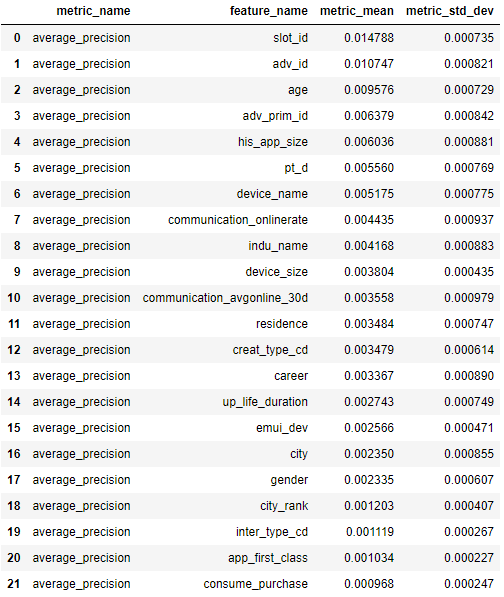 metric_name feature_name metric_mean metric_std_dev
0 average_precision slot_id 0.014788 0.000735
1 average_precision adv_id 0.010747 0.000821
2 average_precision age 0.009576 0.000729
3 average_precision adv_prim_id 0.006379 0.000842
4 average_precision his_app_size 0.006036 0.000881
5 average_precision pt_d 0.005560 0.000769
6 average_precision device_name 0.005175 0.000775
7 average_precision communication_onlinerate 0.004435 0.000937
8 average_precision indu_name 0.004168 0.000883
9 average_precision device_size 0.003804 0.000435
10 average_precision communication_avgonline_30d 0.003558 0.000979
11 average_precision residence 0.003484 0.000747
12 average_precision creat_type_cd 0.003479 0.000614
13 average_precision career 0.003367 0.000890
14 average_precision up_life_duration 0.002743 0.000749
15 average_precision emui_dev 0.002566 0.000471
16 average_precision city 0.002350 0.000855
17 average_precision gender 0.002335 0.000607
18 average_precision city_rank 0.001203 0.000407
19 average_precision inter_type_cd 0.001119 0.000267
20 average_precision app_first_class 0.001034 0.000227
21 average_precision consume_purchase 0.000968 0.000247